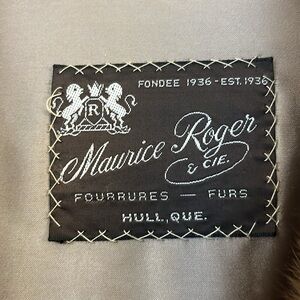 FONDEE 1936 - EST. 1936
R
Maurice Roger
& CIE.
FOURRURES — FURS
HULL, QUE.